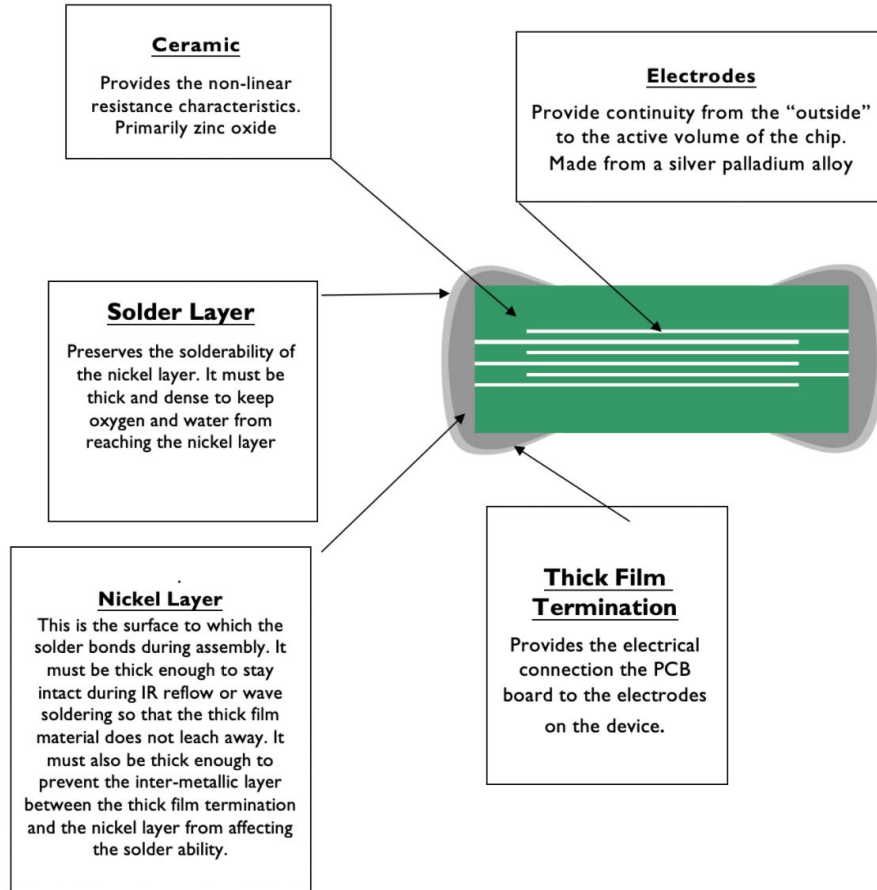 Ceramic
Provides the non-linear
resistance characteristics.
Primarily zinc oxide
Electrodes
Provide continuity from the “outside”
to the active volume of the chip.
Made from a silver palladium alloy
Solder Layer
Preserves the solderability of
the nickel layer. It must be
thick and dense to keep
oxygen and water from
reaching the nickel layer
.
Nickel Layer
This is the surface to which the
solder bonds during assembly. It
must be thick enough to stay
intact during IR reflow or wave
soldering so that the thick film
material does not leach away. It
must also be thick enough to
prevent the inter-metallic layer
between the thick film termination
and the nickel layer from affecting
the solder ability.
Thick Film
Termination
Provides the electrical
connection the PCB
board to the electrodes
on the device.